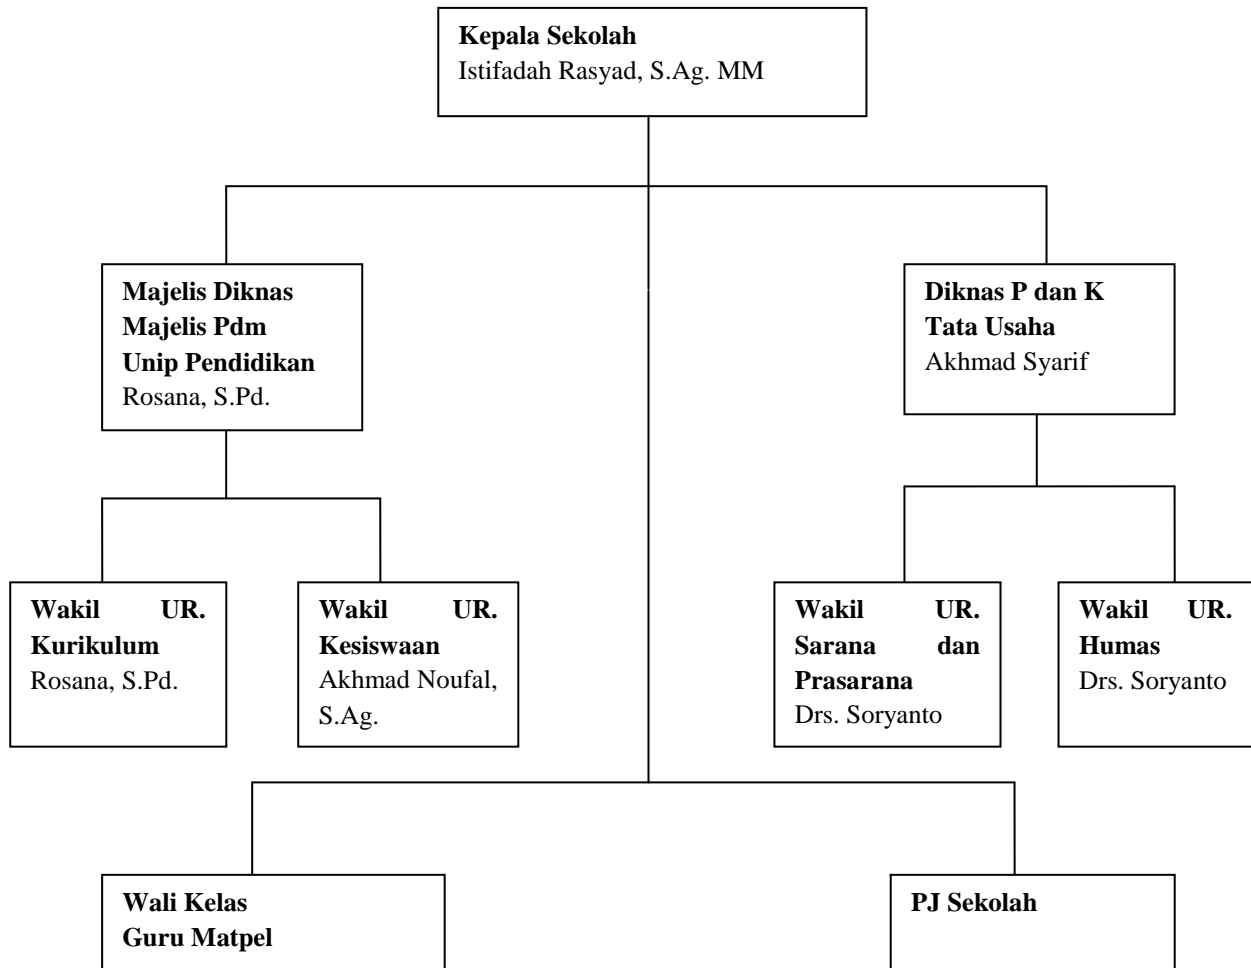 Kepala Sekolah
Istifadah Rasyad, S.Ag. MM
Majelis Diknas
Majelis Pdm
Unip Pendidikan
Rosana, S.Pd.
Diknas P dan K
Tata Usaha
Akhmad Syarif
Wakil UR.
Kurikulum
Rosana, S.Pd.
Wakil UR.
Kesiswaan
Akhmad Noufal,
S.Ag.
Wakil UR.
Sarana dan
Prasarana
Drs. Soryanto
Wakil UR.
Humas
Drs. Soryanto
Wali Kelas
Guru Matpel
PJ Sekolah